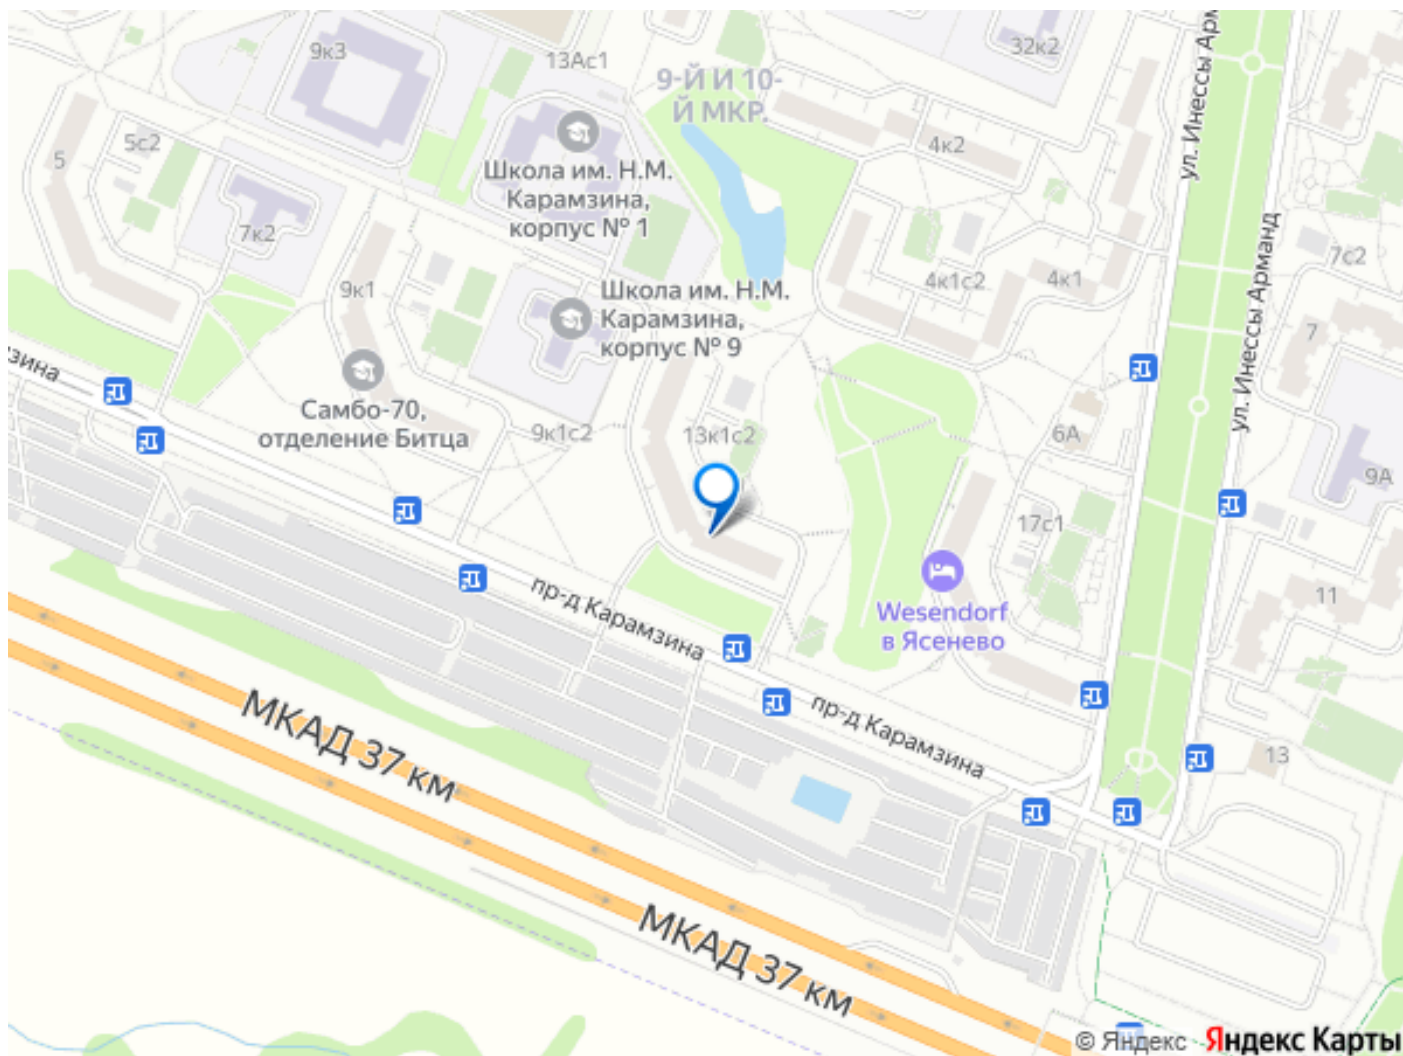 9к3
13Ас1
32к2
ул. Инессы Арм
9-Й И 10-
Й МКР.
5с2
5
4к2
Школа им. Н.М.
Карамзина,
корпус № 1
7к2
ул. Инессы Арманд
7с2
9к1
4к1с2
4к1
Школа им. Н.М.
Карамзина,
корпус № 9
7
зина
Самбо-70,
отделение Битца
9к1с2
13к1с2
6А
9А
17с1
Wesendorf
в Ясенево
11
пр-д Карамзина
пр-д Карамзина
МКАД 37 км
13
МКАД 37 км
© Яндекс Яндекс Карты